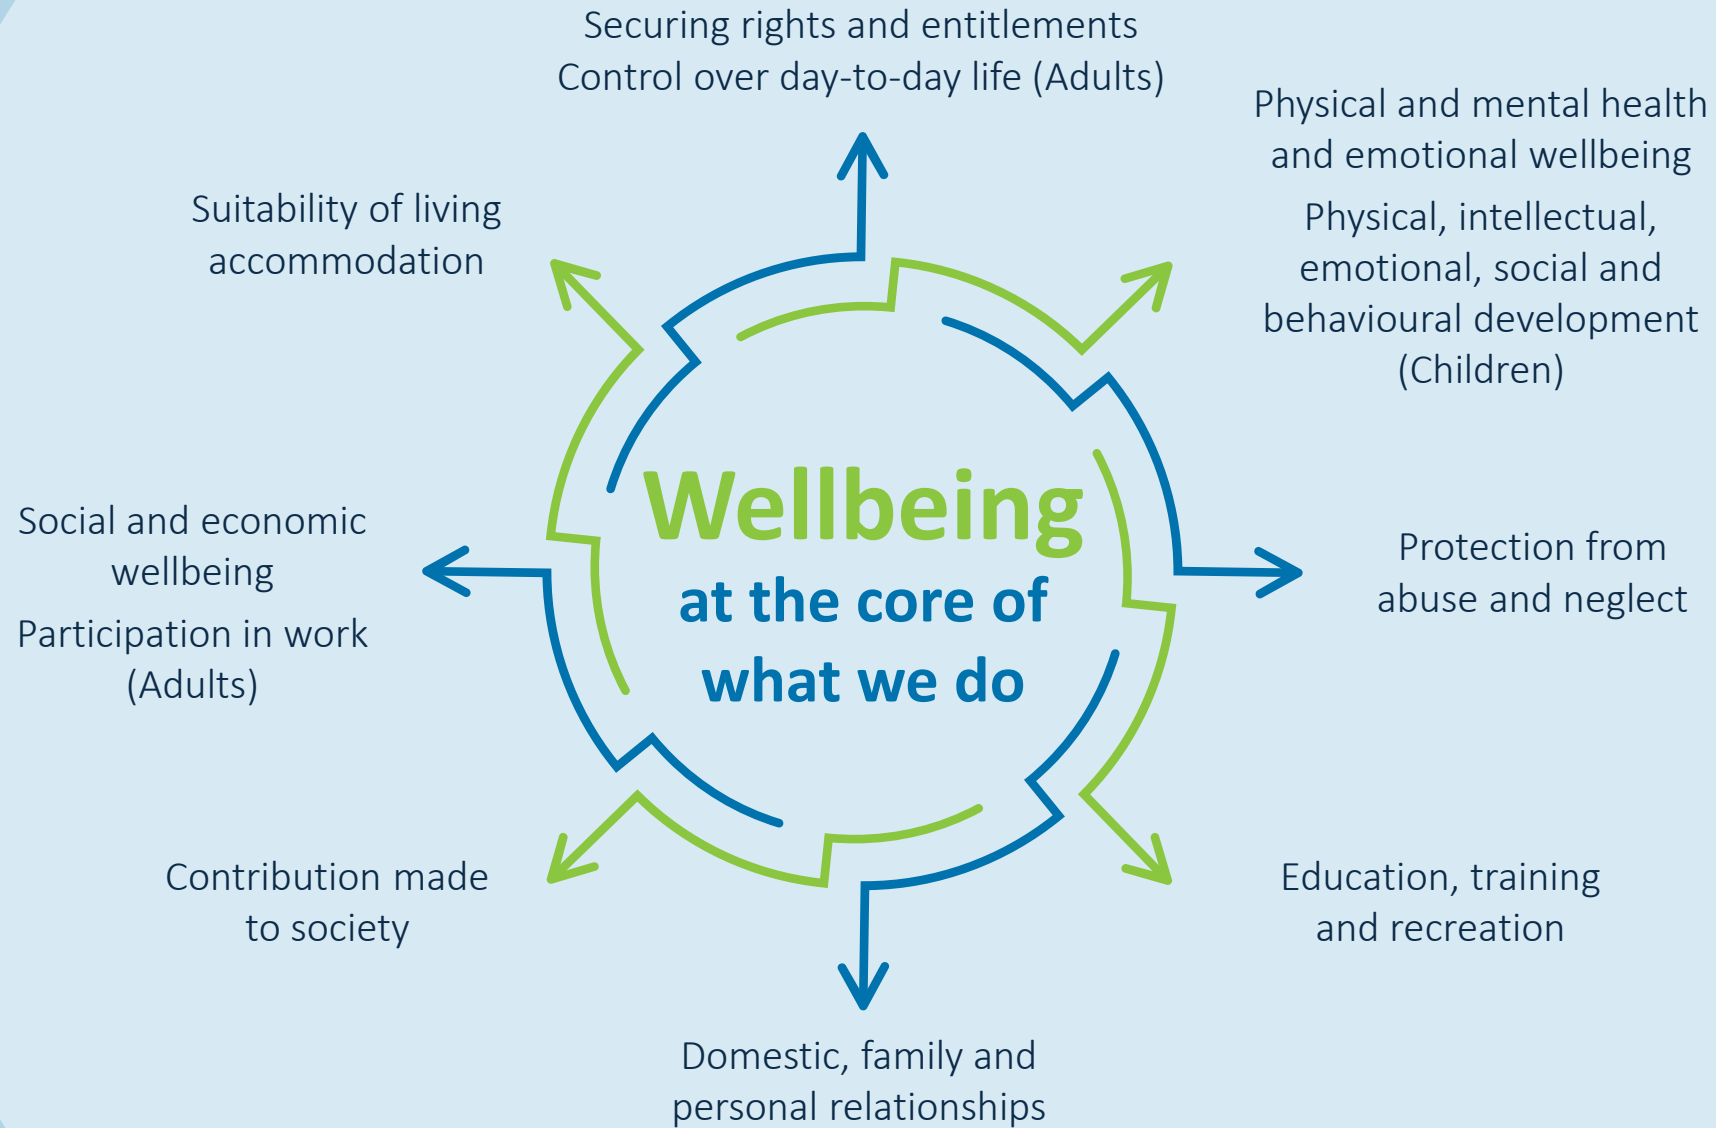 Securing rights and entitlements
Control over day-to-day life (Adults)
Physical and mental health
and emotional wellbeing
Physical, intellectual,
emotional, social and
behavioural development
(Children)
Protection from
abuse and neglect
Education, training
and recreation
Domestic, family and
personal relationships
Contribution made
to society
Social and economic
wellbeing
Participation in work
(Adults)
Suitability of living
accommodation
Wellbeing
at the core of
what we do